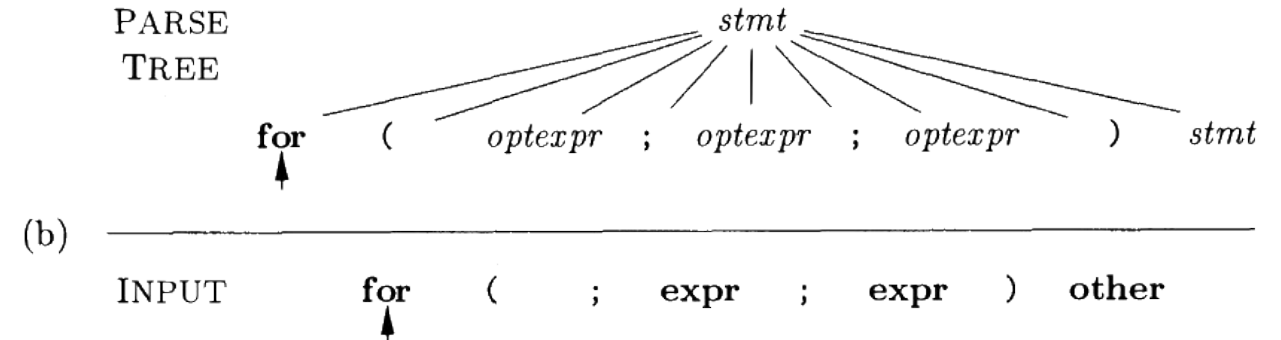 PARSE stmt
TREE
for ( optexpr ; optexpr ; optexpr ) stmt
(b)
INPUT for ( ; expr ; expr ) other